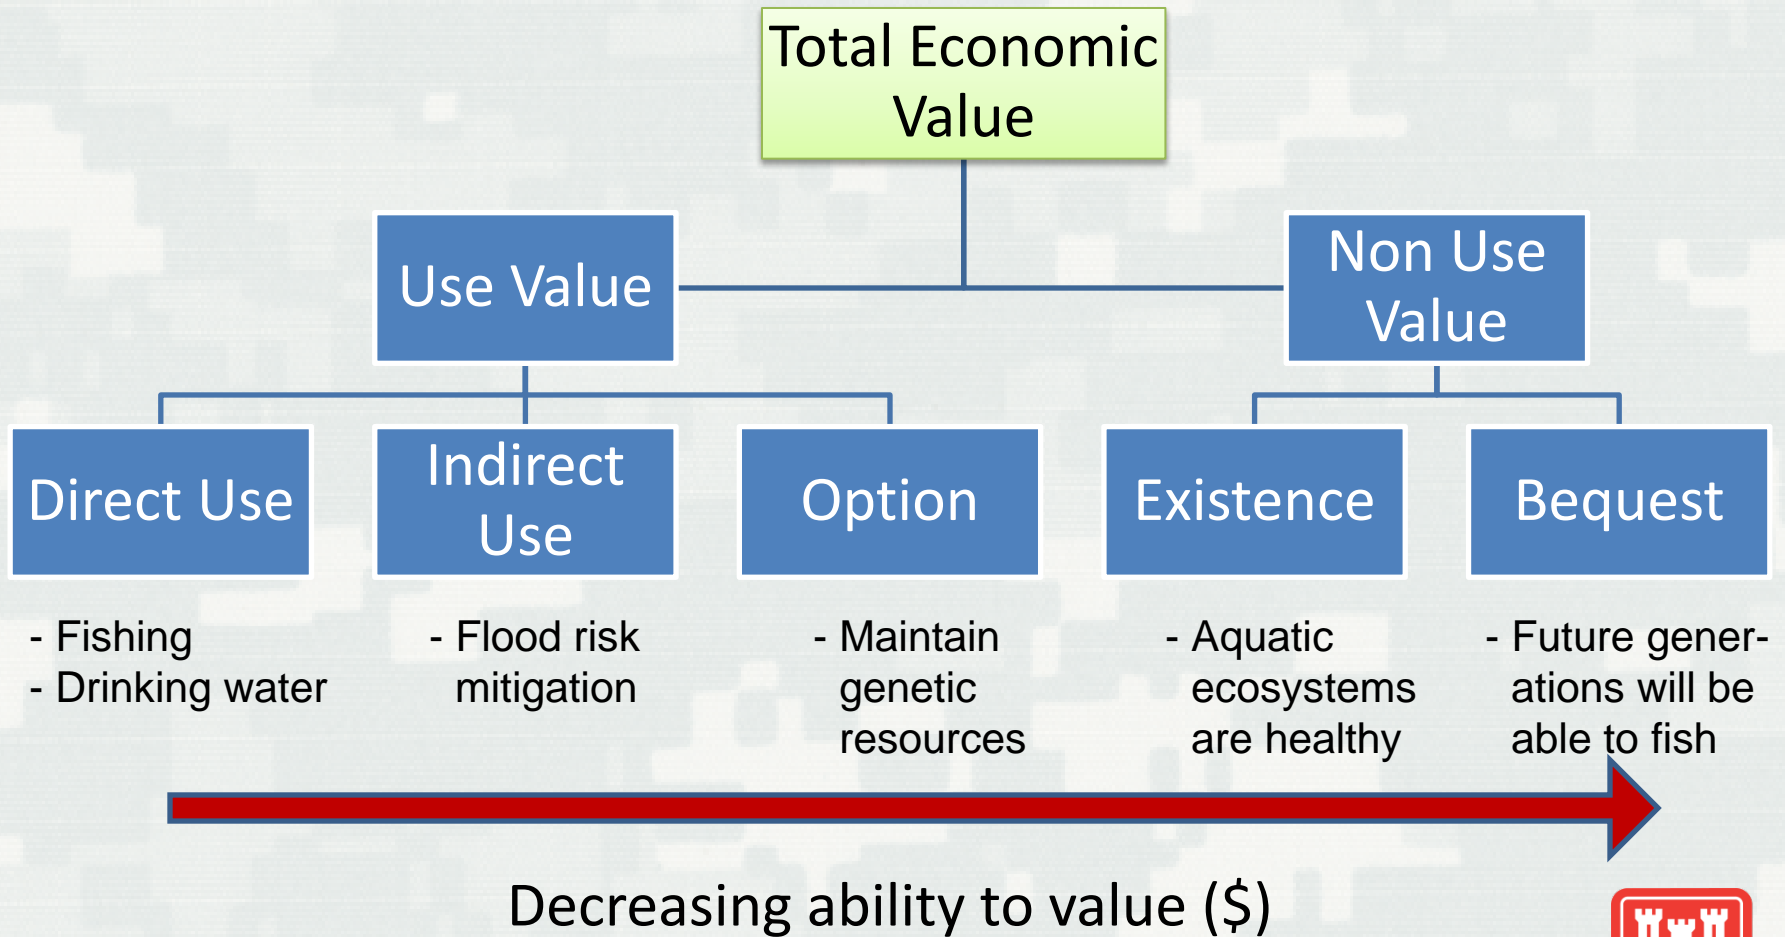 Total Economic
Value
Use Value
Non Use
Value
Direct Use
Indirect
Use
Option
Existence
Bequest
- Fishing
- Drinking water
- Flood risk
mitigation
- Maintain
genetic
resources
- Aquatic
ecosystems
are healthy
- Future gener-
ations will be
able to fish
Decreasing ability to value ($)